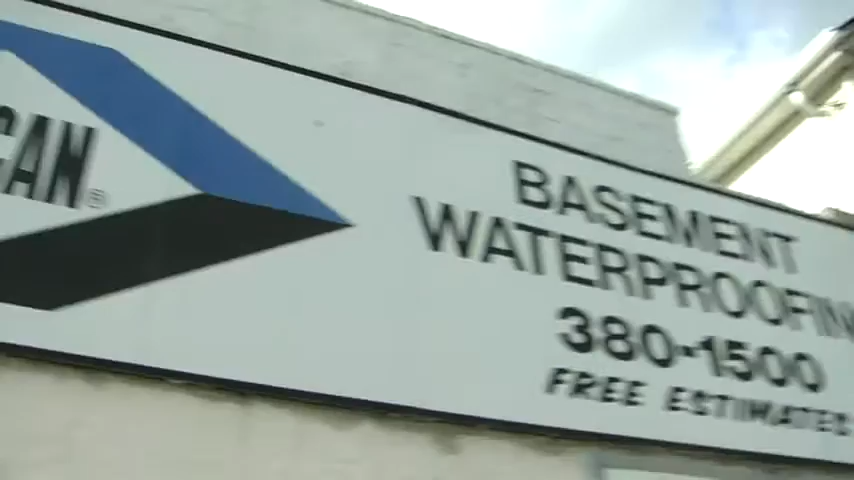 CAN®
BASEMENT
WATERPROOFIN
380-1500
FREE ESTIMATES